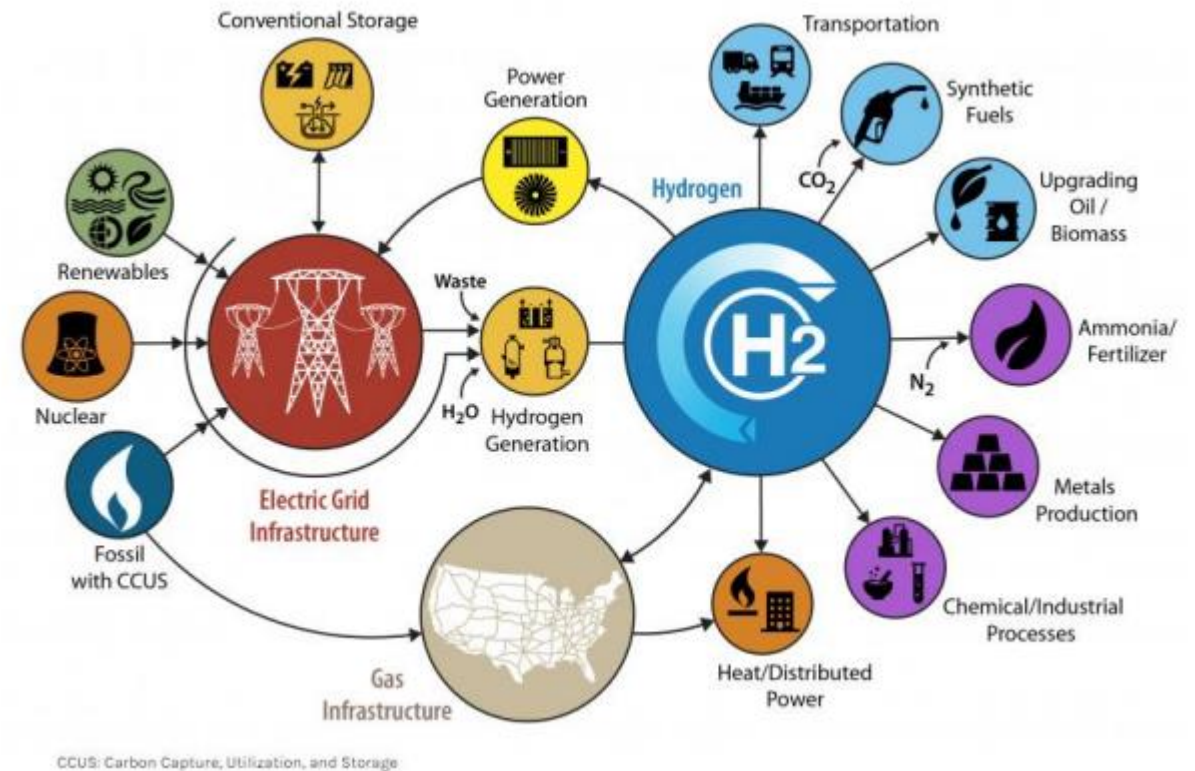 Conventional Storage
Transportation
Power
Generation
Synthetic
Fuels
CO₂
Hydrogen
Upgrading
Oil /
Biomass
Renewables
Waste
H2
Ammonia/
Fertilizer
N₂
Nuclear
H₂O
Hydrogen
Generation
Electric Grid
Infrastructure
Metals
Production
Fossil
with CCUS
Chemical/Industrial
Processes
Gas
Infrastructure
Heat/Distributed
Power
CCUS: Carbon Capture, Utilization, and Storage